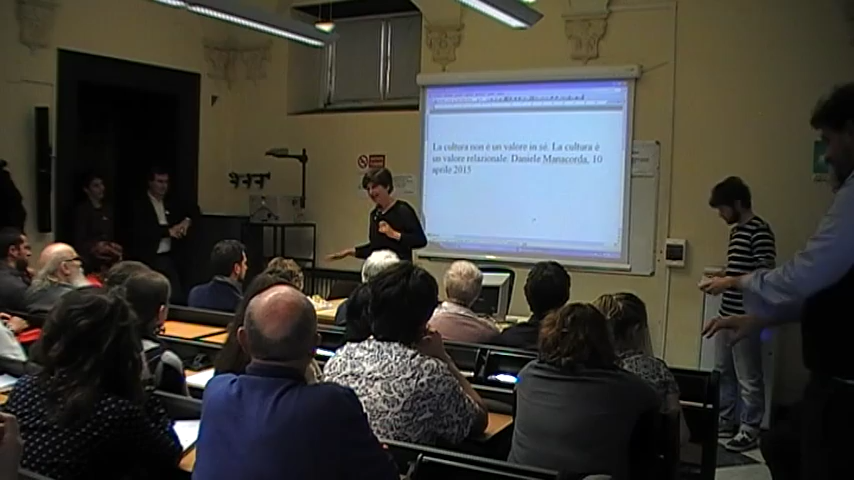 La cultura non è un valore in sé. La cultura è
un valore relazionale. Daniele Manacorda, 10
aprile 2015